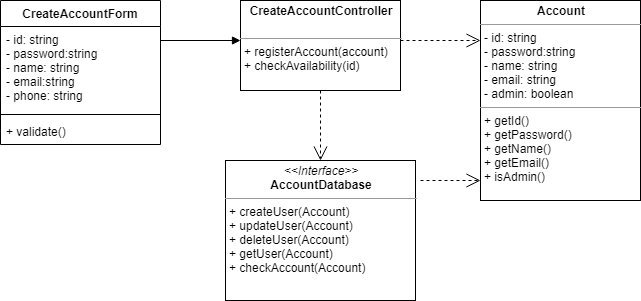 CreateAccountForm
- id: string
- password:string
- name: string
- email:string
- phone: string
+ validate()
CreateAccountController
+ registerAccount(account)
+ checkAvailability(id)
Account
- id: string
- password:string
- name: string
- email: string
- admin: boolean
+ getId()
+ getPassword()
+ getName()
+ getEmail()
+ isAdmin()
<<Interface>>
AccountDatabase
+ createUser(Account)
+ updateUser(Account)
+ deleteUser(Account)
+ getUser(Account)
+ checkAccount(Account)